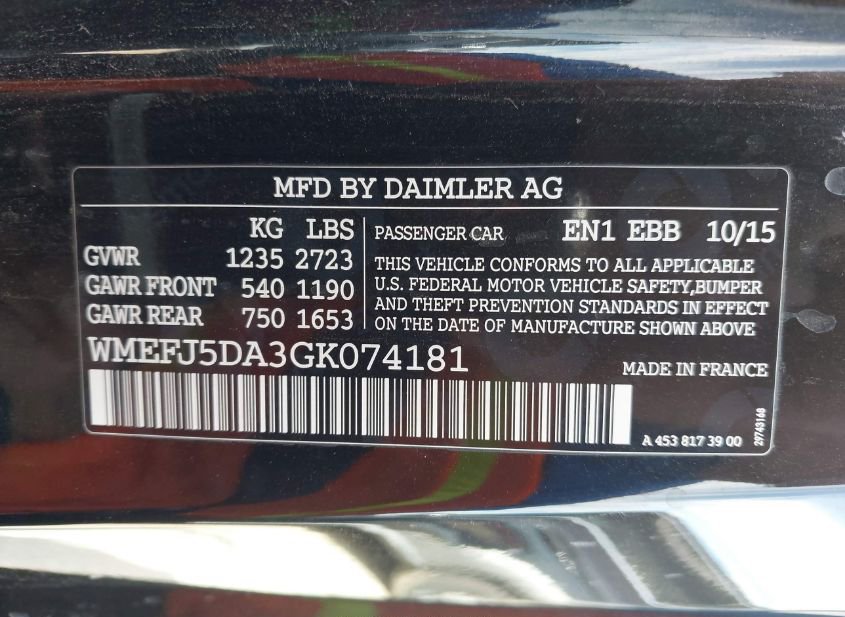 MFD BY DAIMLER AG
KG LBS
GVWR 1235 2723
GAWR FRONT 540 1190
GAWR REAR 750 1653
PASSENGER CAR EN1 EBB 10/15
THIS VEHICLE CONFORMS TO ALL APPLICABLE
U.S. FEDERAL MOTOR VEHICLE SAFETY,BUMPER
AND THEFT PREVENTION STANDARDS IN EFFECT
ON THE DATE OF MANUFACTURE SHOWN ABOVE
WMEFJ5DA3GK074181
MADE IN FRANCE
A 453 817 39 00
29743168